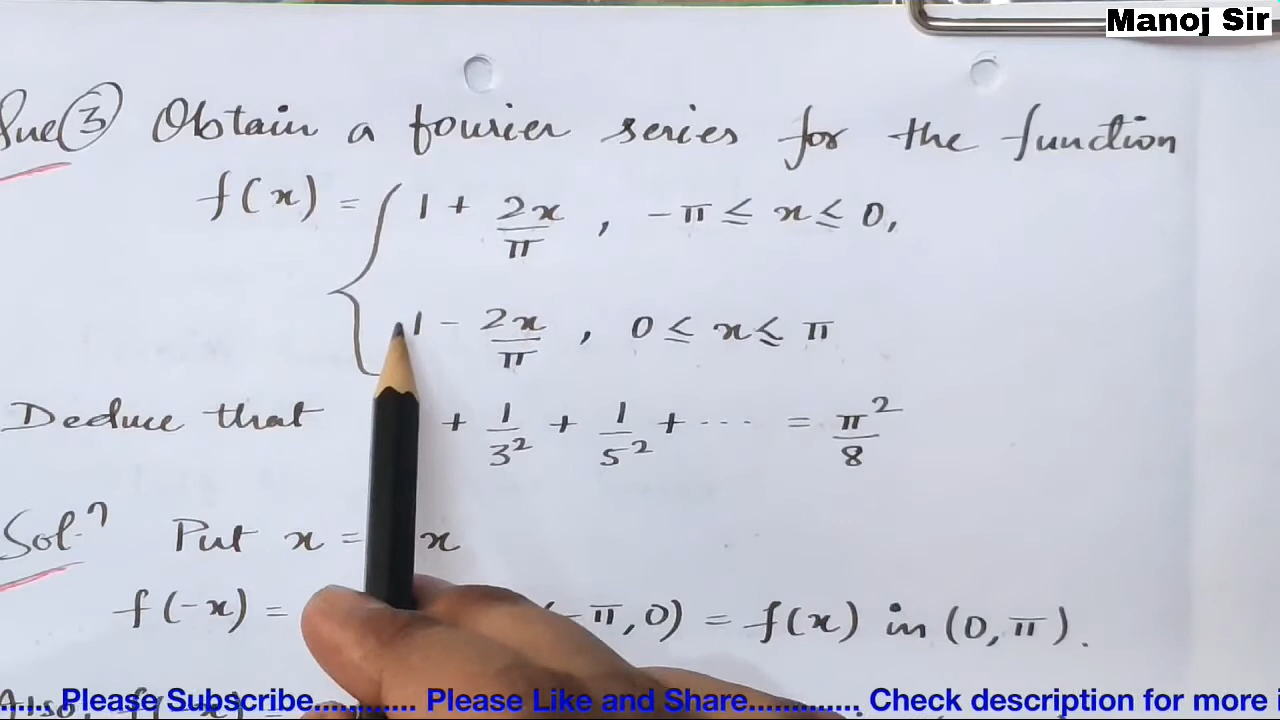 Manoj Sir
Que ③ Obtain a fourier series for the function
f(x) = { 1 + 2x/π , -π ≤ x ≤ 0,
1 - 2x/π , 0 ≤ x ≤ π
Deduce that + 1/3² + 1/5² + ... = π²/8
Solⁿ Put x = x
f(-x) = (-π,0) = f(x) in (0, π).
Also, f(-x) =
.... Please Subscribe............ Please Like and Share............. Check description for more i